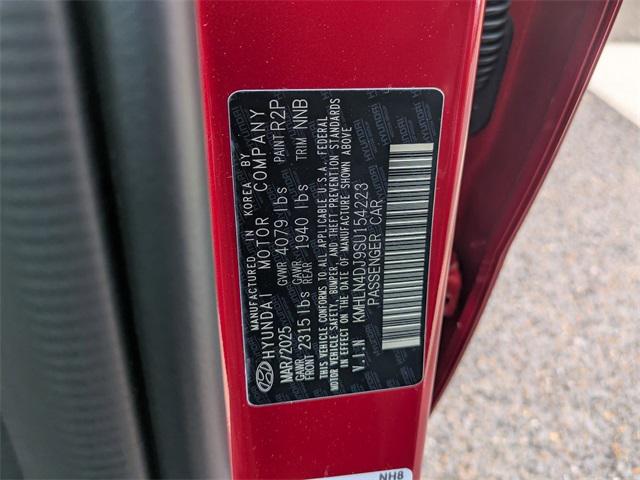 MANUFACTURED IN KOREA BY
HYUNDAI MOTOR COMPANY
MAR/2025 GVWR 4079 lbs PAINT R2P
GAWR FRONT 2315 lbs GAWR REAR 1940 lbs TRIM NNB
THIS VEHICLE CONFORMS TO ALL APPLICABLE U.S.A. FEDERAL
MOTOR VEHICLE SAFETY, BUMPER, AND THEFT PREVENTION STANDARDS
IN EFFECT ON THE DATE OF MANUFACTURE SHOWN ABOVE.
V.I.N KMHLN4DJ9SU154223
PASSENGER CAR
NH8